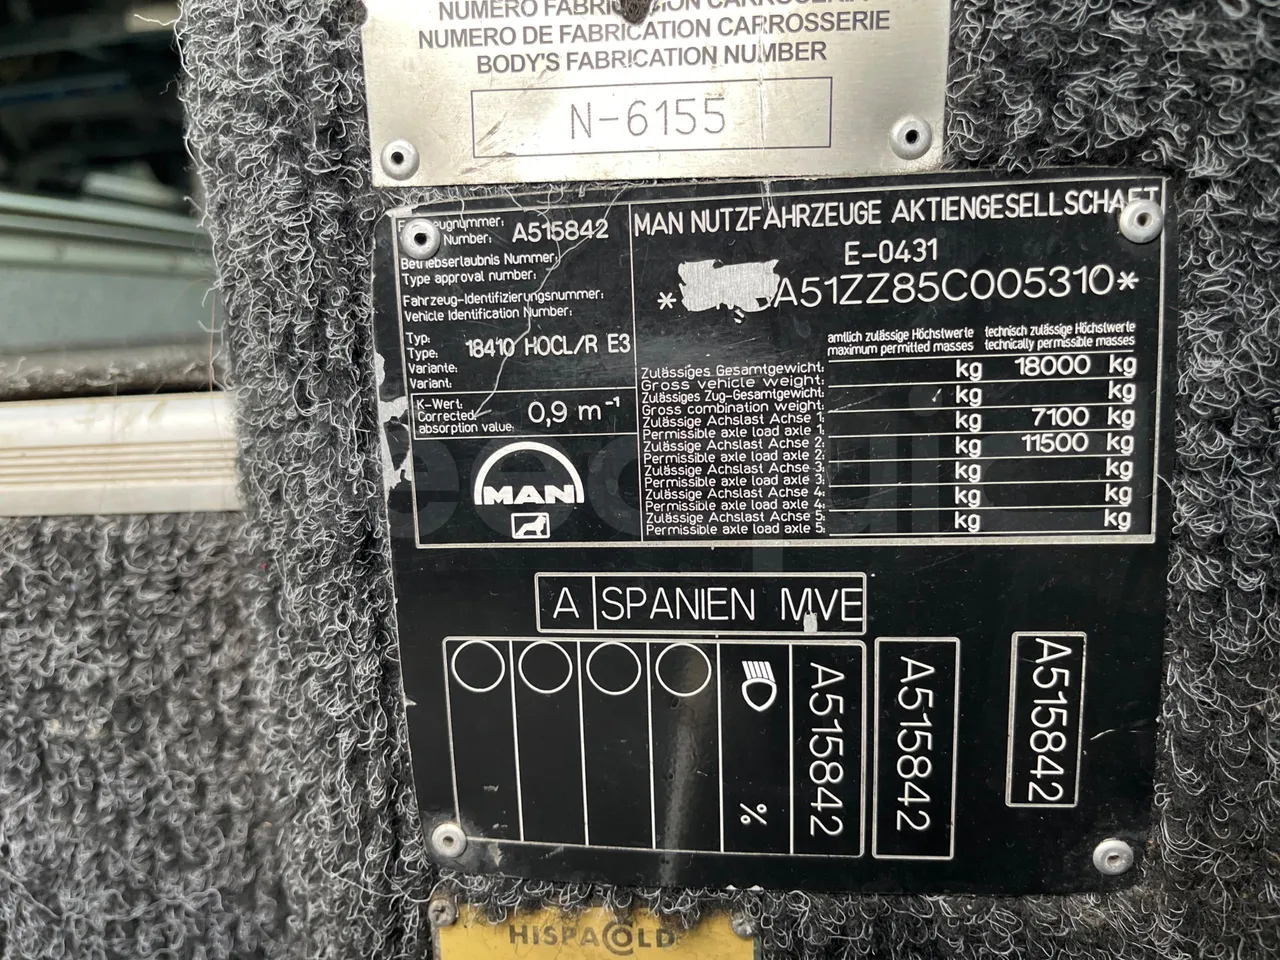 NUMERO FABRICACION CARROSSERIA
NUMERO DE FABRICATION CARROSSERIE
BODY'S FABRICATION NUMBER
N-6155
Number: A515842
Betriebserlaubnis Nummer:
Type approval number:
Fahrzeug-Identifizierungsnummer:
Vehicle Identification Number:
Typ:
Type: 18410 HOCL/R E3
Variante:
Variant:
K-Wert:
Corrected
absorption value: 0,9 m⁻¹
MAN
MAN NUTZFAHRZEUGE AKTIENGESELLSCHAFT
E-0431
* A51ZZ85C005310*
amtlich zulässige Höchstwerte technisch zulässige Höchstwerte
maximum permitted masses technically permissible masses
Zulässiges Gesamtgewicht: kg 18000 kg
Gross vehicle weight:
Zulässiges Zug-Gesamtgewicht: kg kg
Gross combination weight:
Zulässige Achslast Achse 1: kg 7100 kg
Permissible axle load axle 1:
Zulässige Achslast Achse 2: kg 11500 kg
Permissible axle load axle 2:
Zulässige Achslast Achse 3: kg kg
Permissible axle load axle 3:
Zulässige Achslast Achse 4: kg kg
Permissible axle load axle 4:
Zulässige Achslast Achse 5: kg kg
Permissible axle load axle 5:
A SPANIEN MVE
%
A515842
A515842
A515842
HISPACOLD